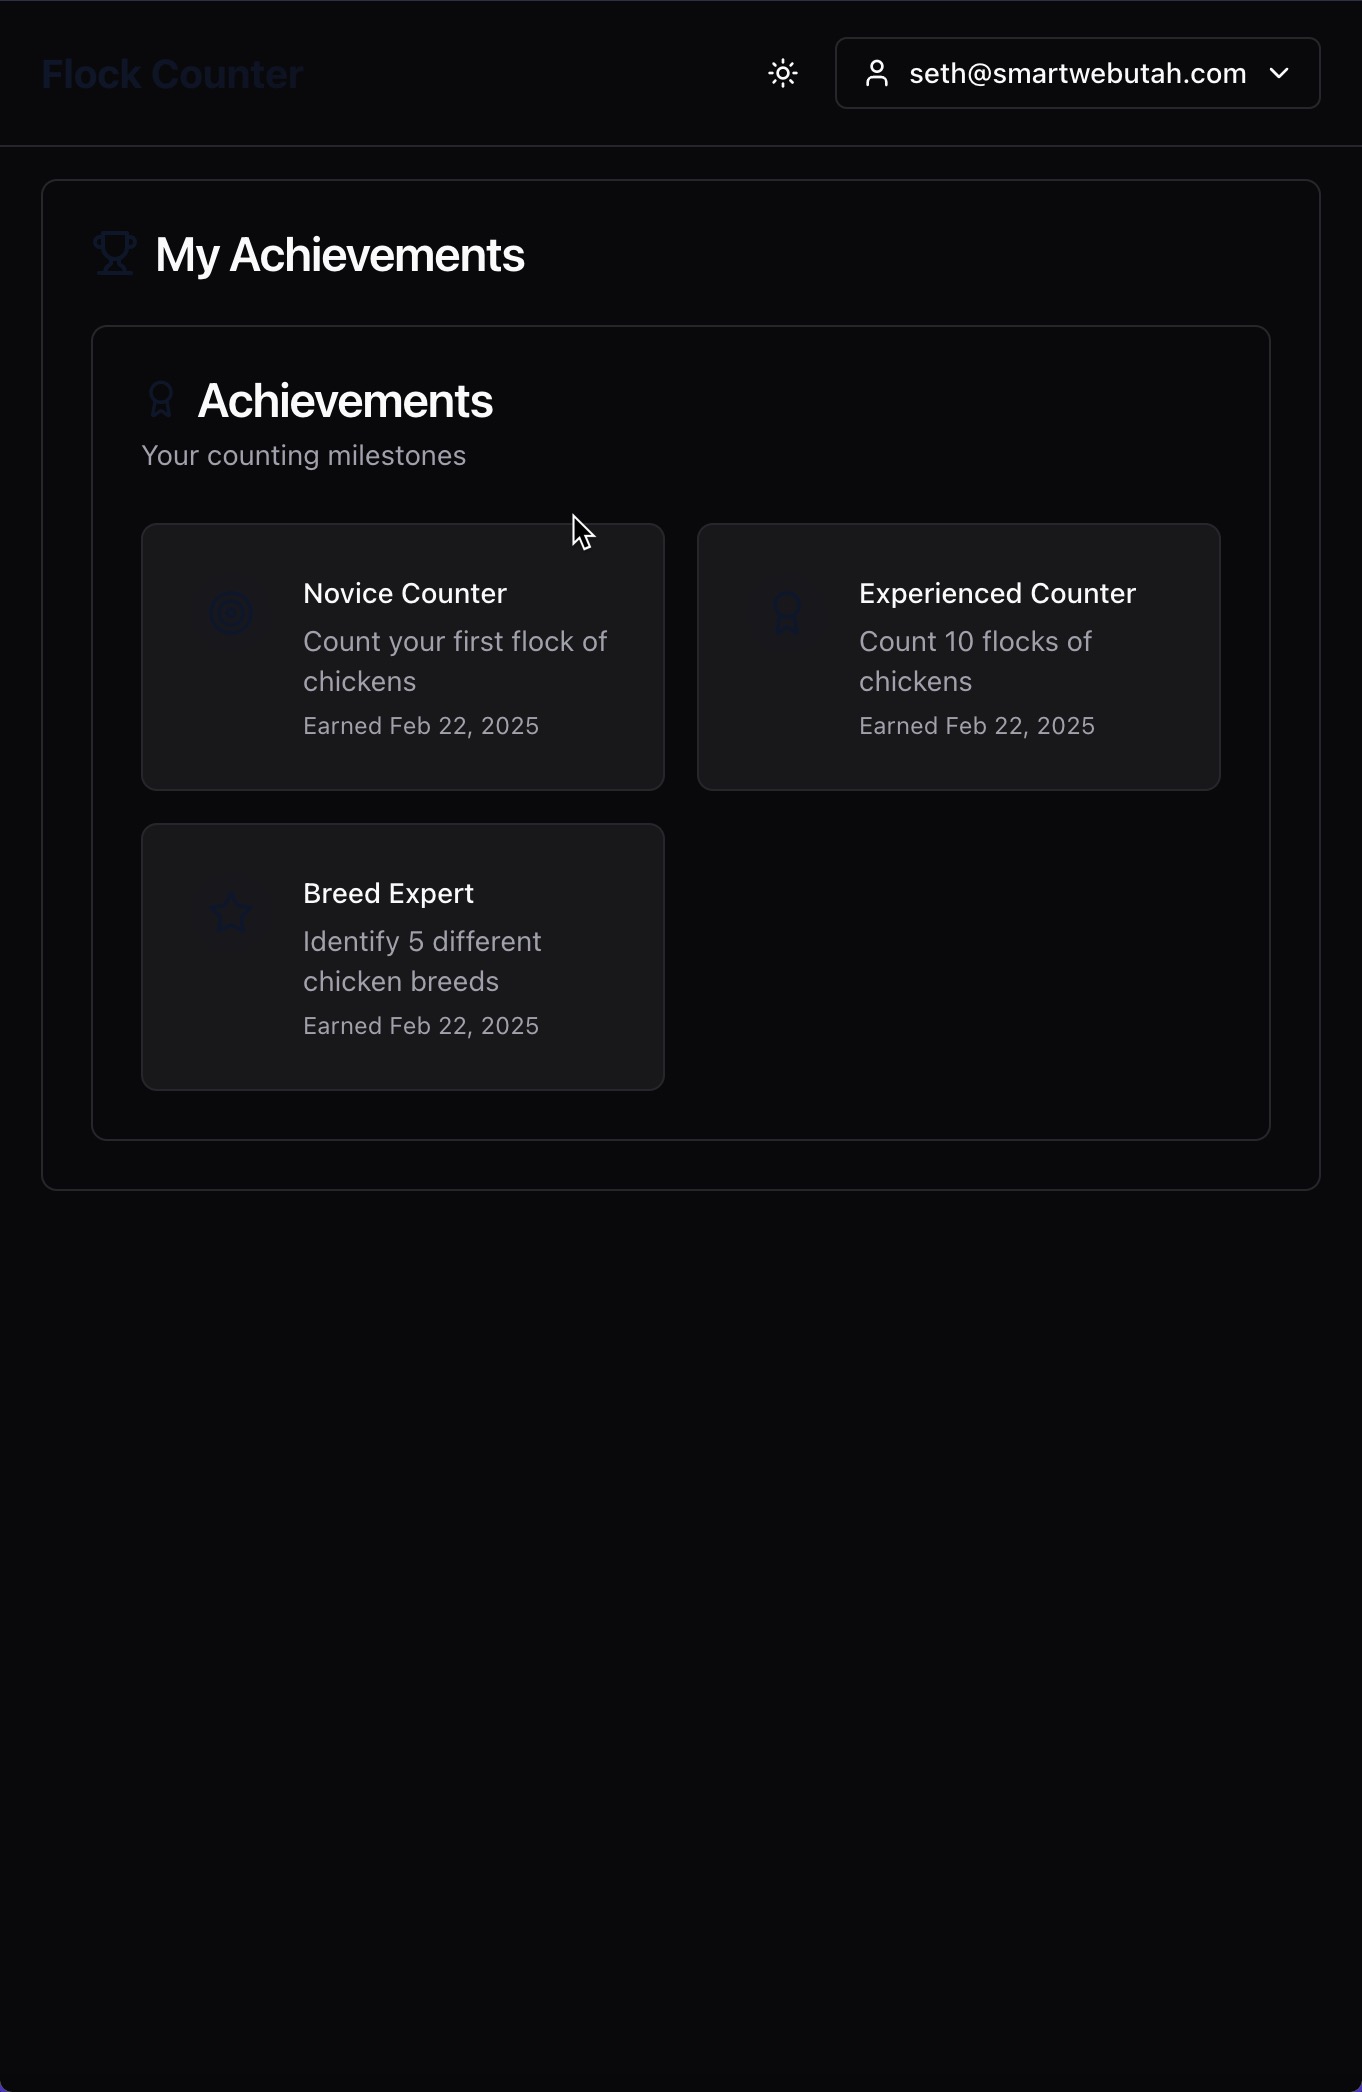 Flock Counter
seth@smartwebutah.com
My Achievements
Achievements
Your counting milestones
Novice Counter
Count your first flock of
chickens
Earned Feb 22, 2025
Experienced Counter
Count 10 flocks of
chickens
Earned Feb 22, 2025
Breed Expert
Identify 5 different
chicken breeds
Earned Feb 22, 2025